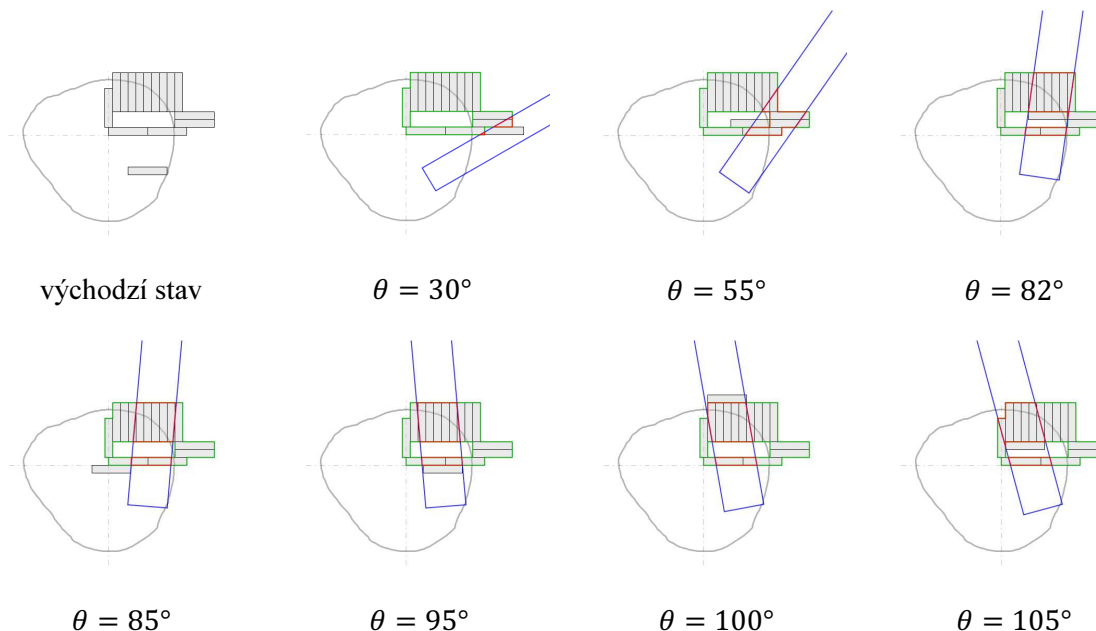 výchozí stav
θ = 30°
θ = 55°
θ = 82°
θ = 85°
θ = 95°
θ = 100°
θ = 105°